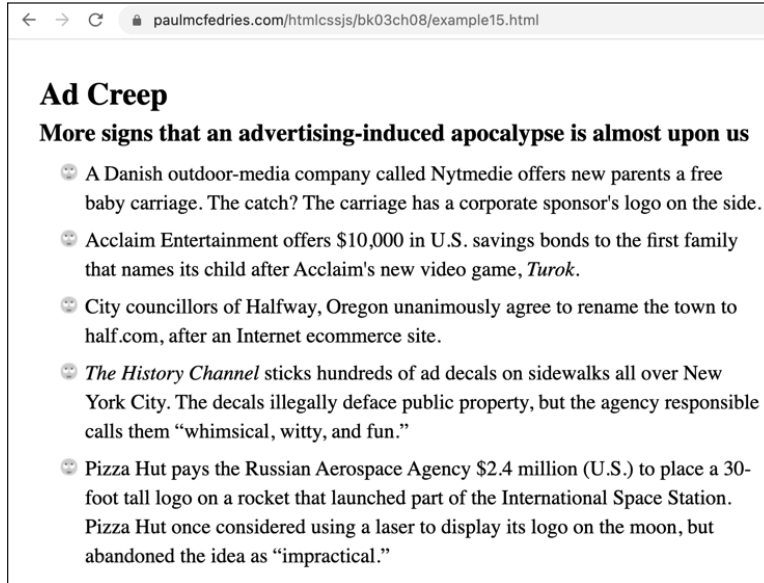 paulmcfedries.com/htmlcssjs/bk03ch08/example15.html
Ad Creep
More signs that an advertising-induced apocalypse is almost upon us
A Danish outdoor-media company called Nytmedie offers new parents a free
baby carriage. The catch? The carriage has a corporate sponsor's logo on the side.
Acclaim Entertainment offers $10,000 in U.S. savings bonds to the first family
that names its child after Acclaim's new video game, Turok.
City councillors of Halfway, Oregon unanimously agree to rename the town to
half.com, after an Internet ecommerce site.
The History Channel sticks hundreds of ad decals on sidewalks all over New
York City. The decals illegally deface public property, but the agency responsible
calls them “whimsical, witty, and fun.”
Pizza Hut pays the Russian Aerospace Agency $2.4 million (U.S.) to place a 30-
foot tall logo on a rocket that launched part of the International Space Station.
Pizza Hut once considered using a laser to display its logo on the moon, but
abandoned the idea as “impractical.”